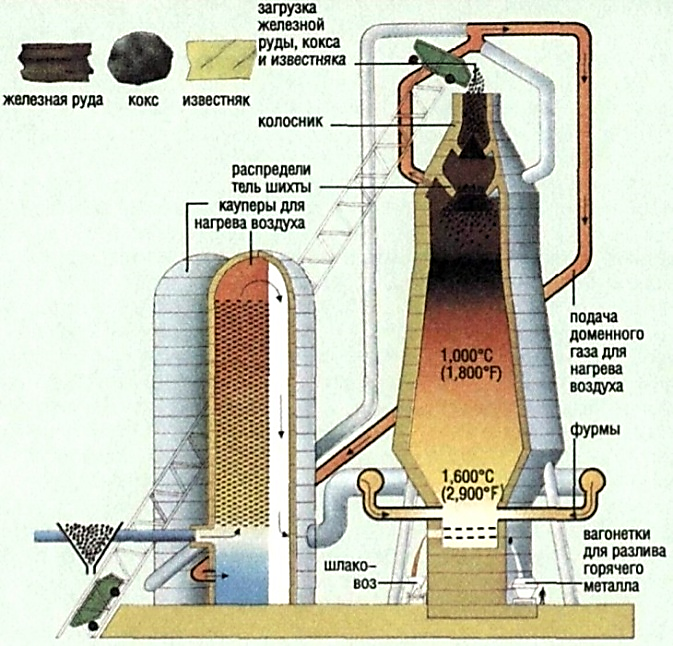 загрузка
железной
руды, кокса
и известняка
железная руда
кокс
известняк
колосник
распредели
тель шихты
кауперы для
нагрева воздуха
подача
доменного
газа для
нагрева
воздуха
1,000°C
(1,800°F)
фурмы
1,600°C
(2,900°F)
вагонетки
для разлива
горячего
металла
шлако-
воз